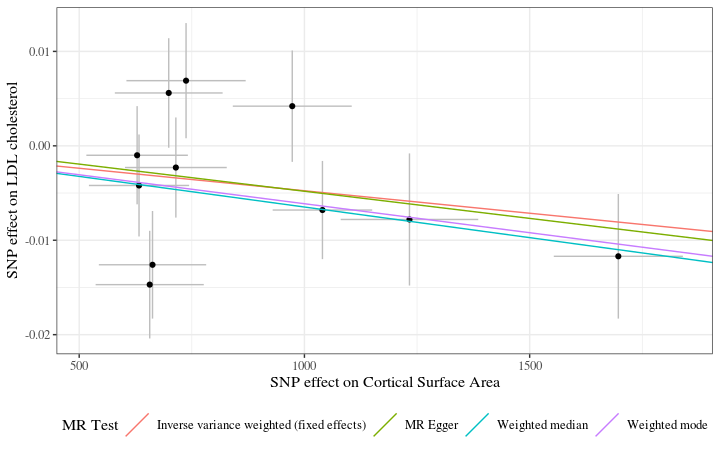 SNP effect on LDL cholesterol
0.01
0.00
-0.01
-0.02
500
1000
1500
SNP effect on Cortical Surface Area
MR Test Inverse variance weighted (fixed effects) MR Egger Weighted median Weighted mode